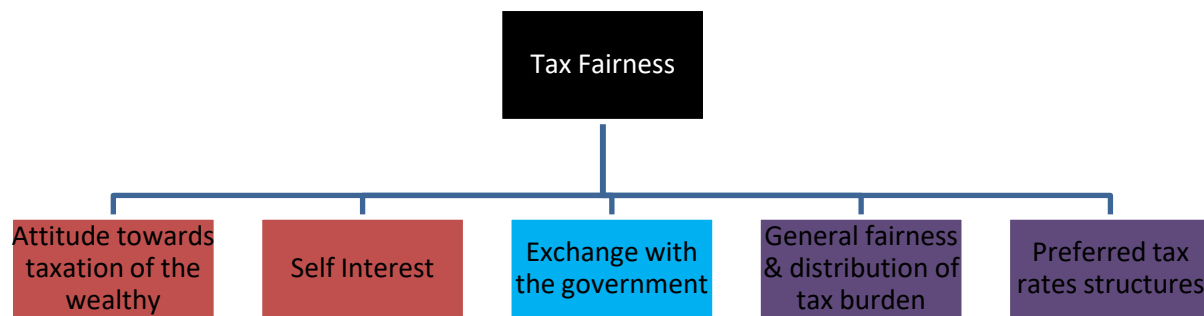 Tax Fairness
Attitude towards
taxation of the
wealthy
Self Interest
Exchange with
the government
General fairness
& distribution of
tax burden
Preferred tax
rates structures